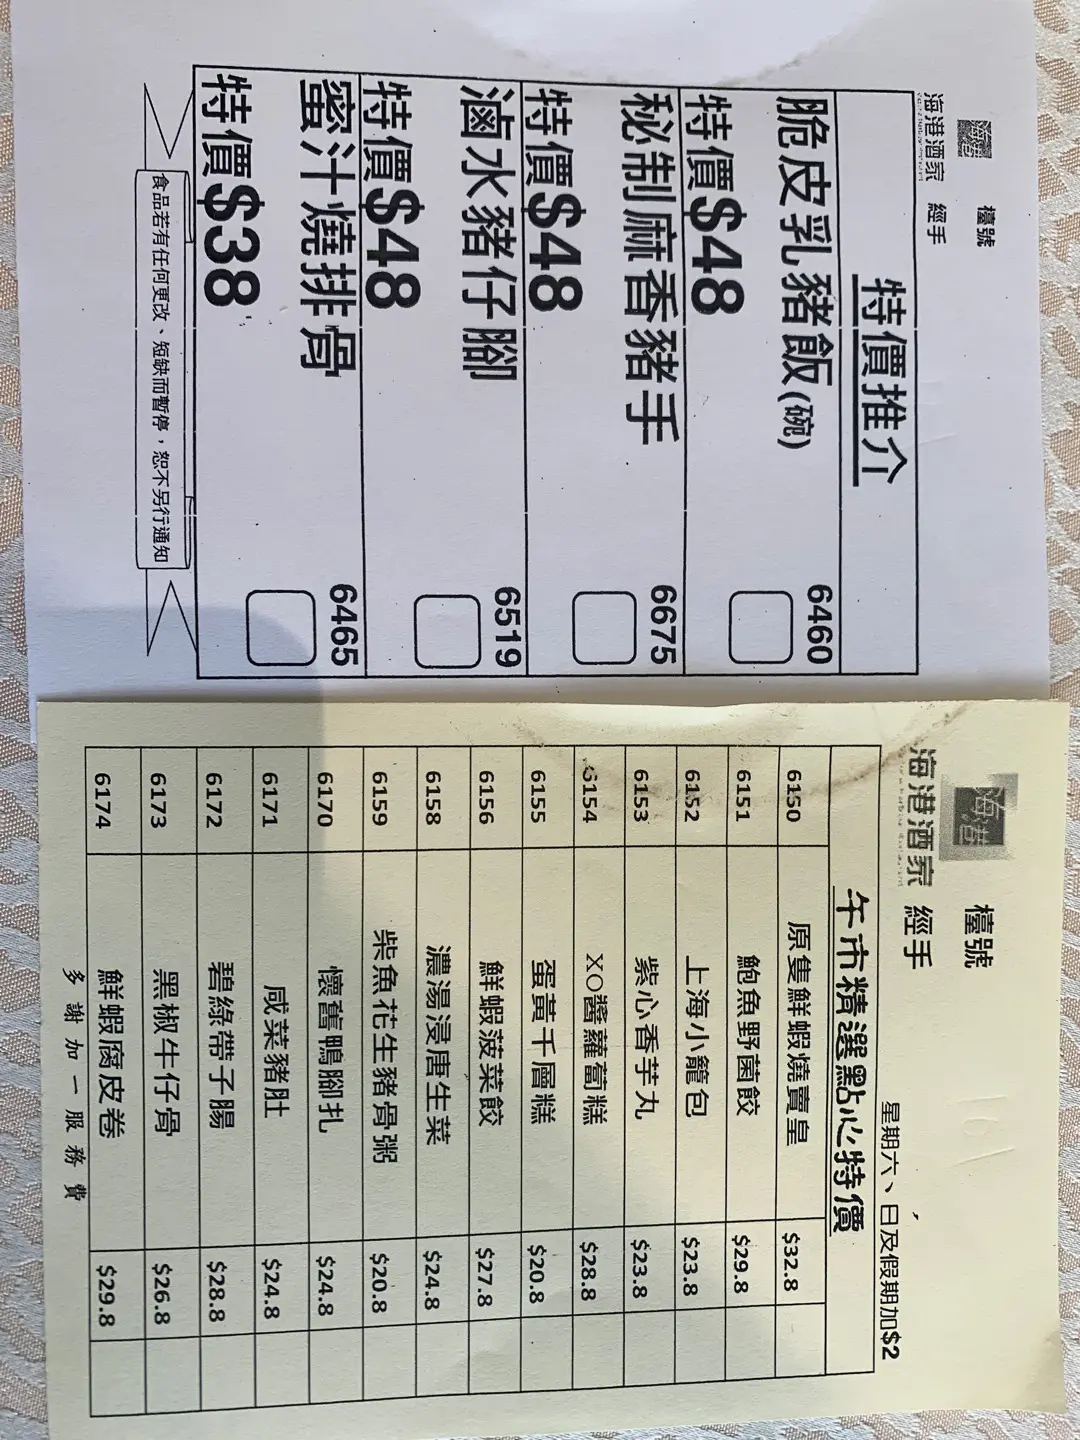 海港
海港酒家
檯號
經手
特價推介
脆皮乳豬飯(碗)
6460
特價$48
秘制麻香豬手
6675
特價$48
滷水豬仔腳
6519
特價$48
蜜汁燒排骨
6465
特價$38
食品若有任何更改、短缺而暫停，恕不另行通知
海港
海港酒家
檯號
經手
星期六、日及假期加$2
午市精選點心特價
6150 原隻鮮蝦燒賣皇 $32.8
6151 鮑魚野菌餃 $29.8
6152 上海小籠包 $23.8
6153 紫心香芋丸 $23.8
6154 XO醬蘿蔔糕 $28.8
6155 蛋黃千層糕 $20.8
6156 鮮蝦菠菜餃 $27.8
6158 濃湯浸唐生菜 $24.8
6159 柴魚花生豬骨粥 $20.8
6170 懷舊鴨腳扎 $24.8
6171 咸菜豬肚 $24.8
6172 碧綠帶子腸 $28.8
6173 黑椒牛仔骨 $26.8
6174 鮮蝦腐皮卷 $29.8
多謝加一服務費